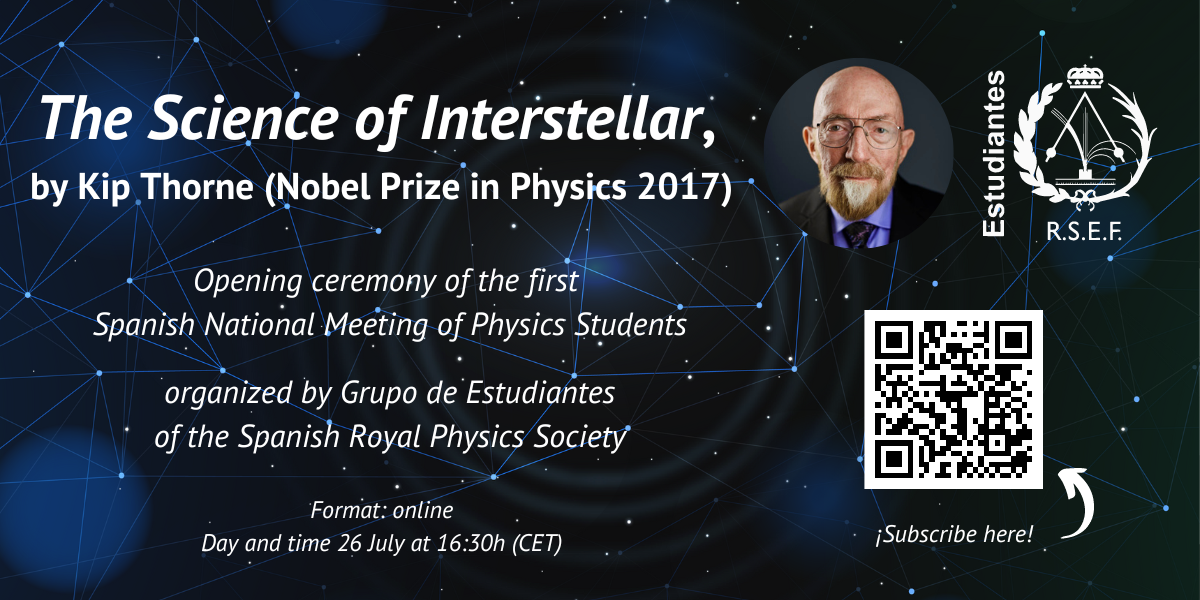 The Science of Interstellar,
by Kip Thorne (Nobel Prize in Physics 2017)
Opening ceremony of the first
Spanish National Meeting of Physics Students
organized by Grupo de Estudiantes
of the Spanish Royal Physics Society
Format: online
Day and time 26 July at 16:30h (CET)
Estudiantes
R.S.E.F.
¡Subscribe here!